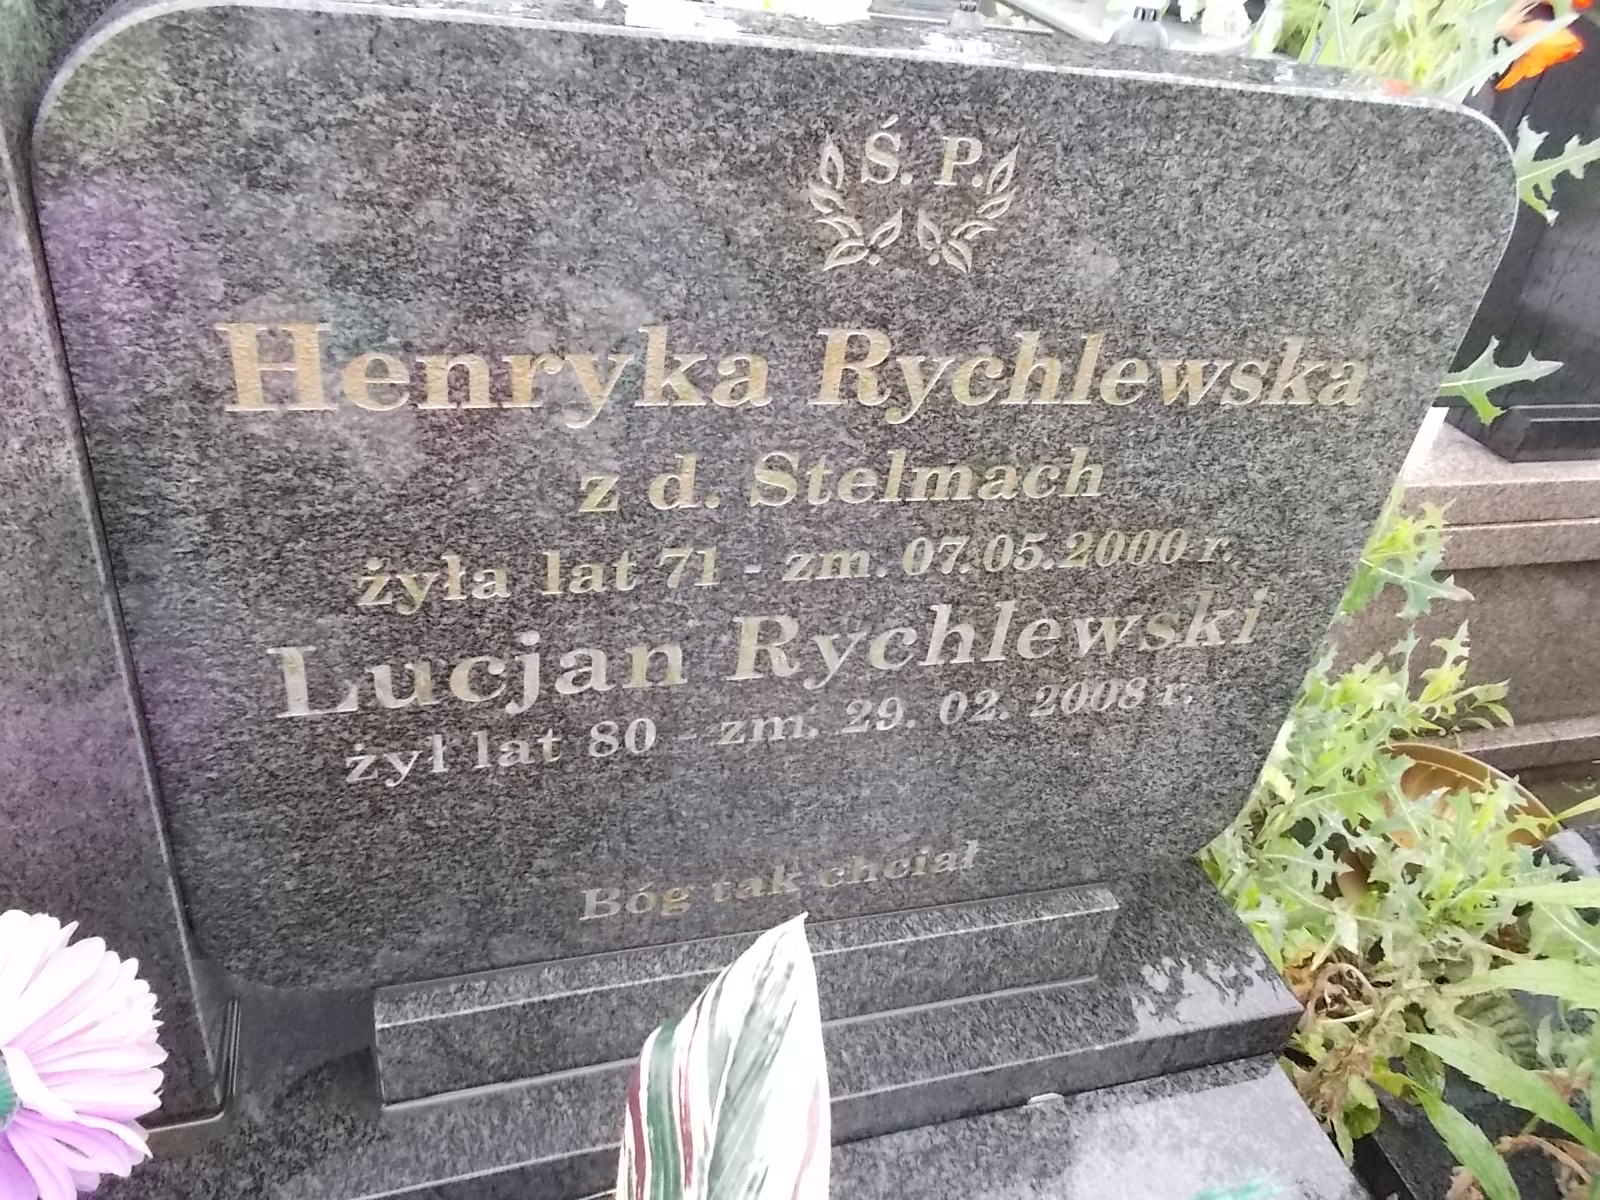 Ś. P.
Henryka Rychlewska
z d. Stelmach
żyła lat 71 - zm. 07.05.2000 r.
Lucjan Rychlewski
żył lat 80 - zm. 29. 02. 2008 r.
Bóg tak chciał